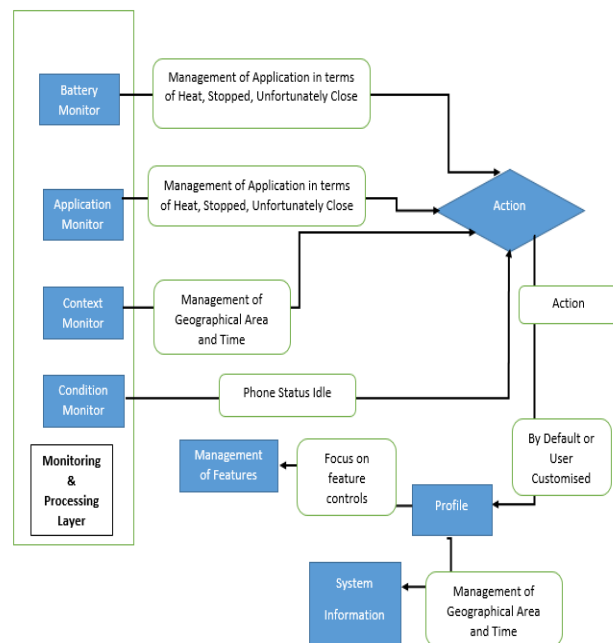 Battery
Monitor
Management of Application in terms
of Heat, Stopped, Unfortunately Close
Application
Monitor
Management of Application in terms
of Heat, Stopped, Unfortunately Close
Action
Context
Monitor
Management of
Geographical Area
and Time
Action
Condition
Monitor
Phone Status Idle
Monitoring
&
Processing
Layer
Management
of Features
Focus on
feature
controls
By Default or
User
Customised
Profile
System
Information
Management of
Geographical Area
and Time